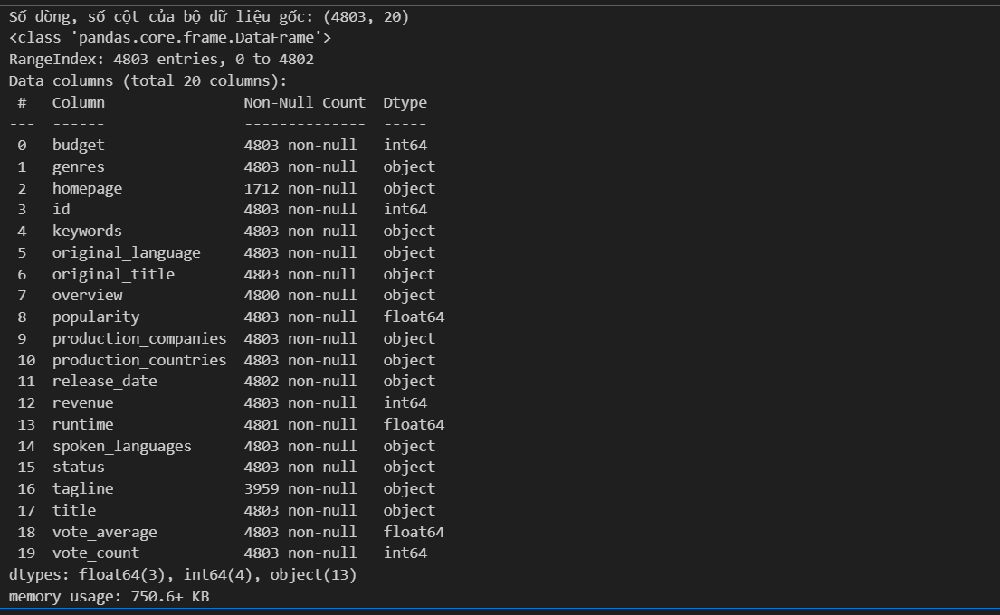 Số dòng, số cột của bộ dữ liệu gốc: (4803, 20)
<class 'pandas.core.frame.DataFrame'>
RangeIndex: 4803 entries, 0 to 4802
Data columns (total 20 columns):
 #   Column                Non-Null Count  Dtype
---  ------                --------------  -----
 0   budget                4803 non-null   int64
 1   genres                4803 non-null   object
 2   homepage              1712 non-null   object
 3   id                    4803 non-null   int64
 4   keywords              4803 non-null   object
 5   original_language     4803 non-null   object
 6   original_title        4803 non-null   object
 7   overview              4800 non-null   object
 8   popularity            4803 non-null   float64
 9   production_companies  4803 non-null   object
 10  production_countries  4803 non-null   object
 11  release_date          4802 non-null   object
 12  revenue               4803 non-null   int64
 13  runtime               4801 non-null   float64
 14  spoken_languages      4803 non-null   object
 15  status                4803 non-null   object
 16  tagline               3959 non-null   object
 17  title                 4803 non-null   object
 18  vote_average          4803 non-null   float64
 19  vote_count            4803 non-null   int64
dtypes: float64(3), int64(4), object(13)
memory usage: 750.6+ KB